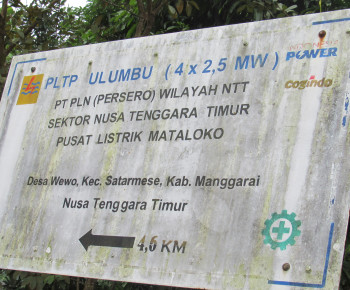 PLTP ULUMBU ( 4 x 2,5 MW )
POWER
Cogindo
PT PLN (PERSERO) WILAYAH NTT
SEKTOR NUSA TENGGARA TIMUR
PUSAT LISTRIK MATALOKO
Desa Wewo, Kec. Satarmese, Kab. Manggarai
Nusa Tenggara Timur
4,6 KM